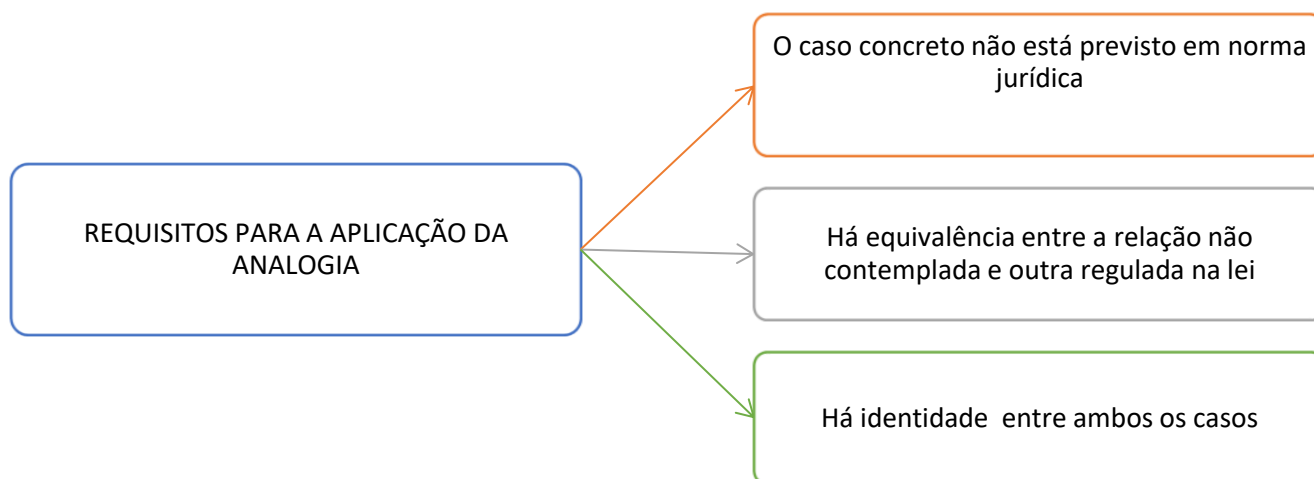 O caso concreto não está previsto em norma
jurídica
REQUISITOS PARA A APLICAÇÃO DA
ANALOGIA
Há equivalência entre a relação não
contemplada e outra regulada na lei
Há identidade entre ambos os casos